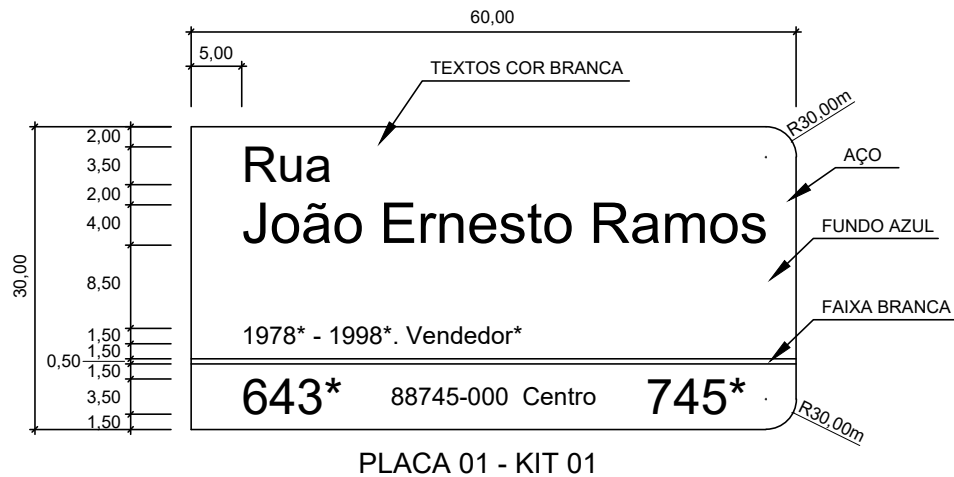 60,00
5,00
TEXTOS COR BRANCA
R30,00m
2,00
3,50
2,00
4,00
8,50
1,50
1,50
0,50
1,50
3,50
1,50
30,00
Rua
João Ernesto Ramos
1978* - 1998*. Vendedor*
643* 88745-000 Centro 745*
AÇO
FUNDO AZUL
FAIXA BRANCA
R30,00m
PLACA 01 - KIT 01